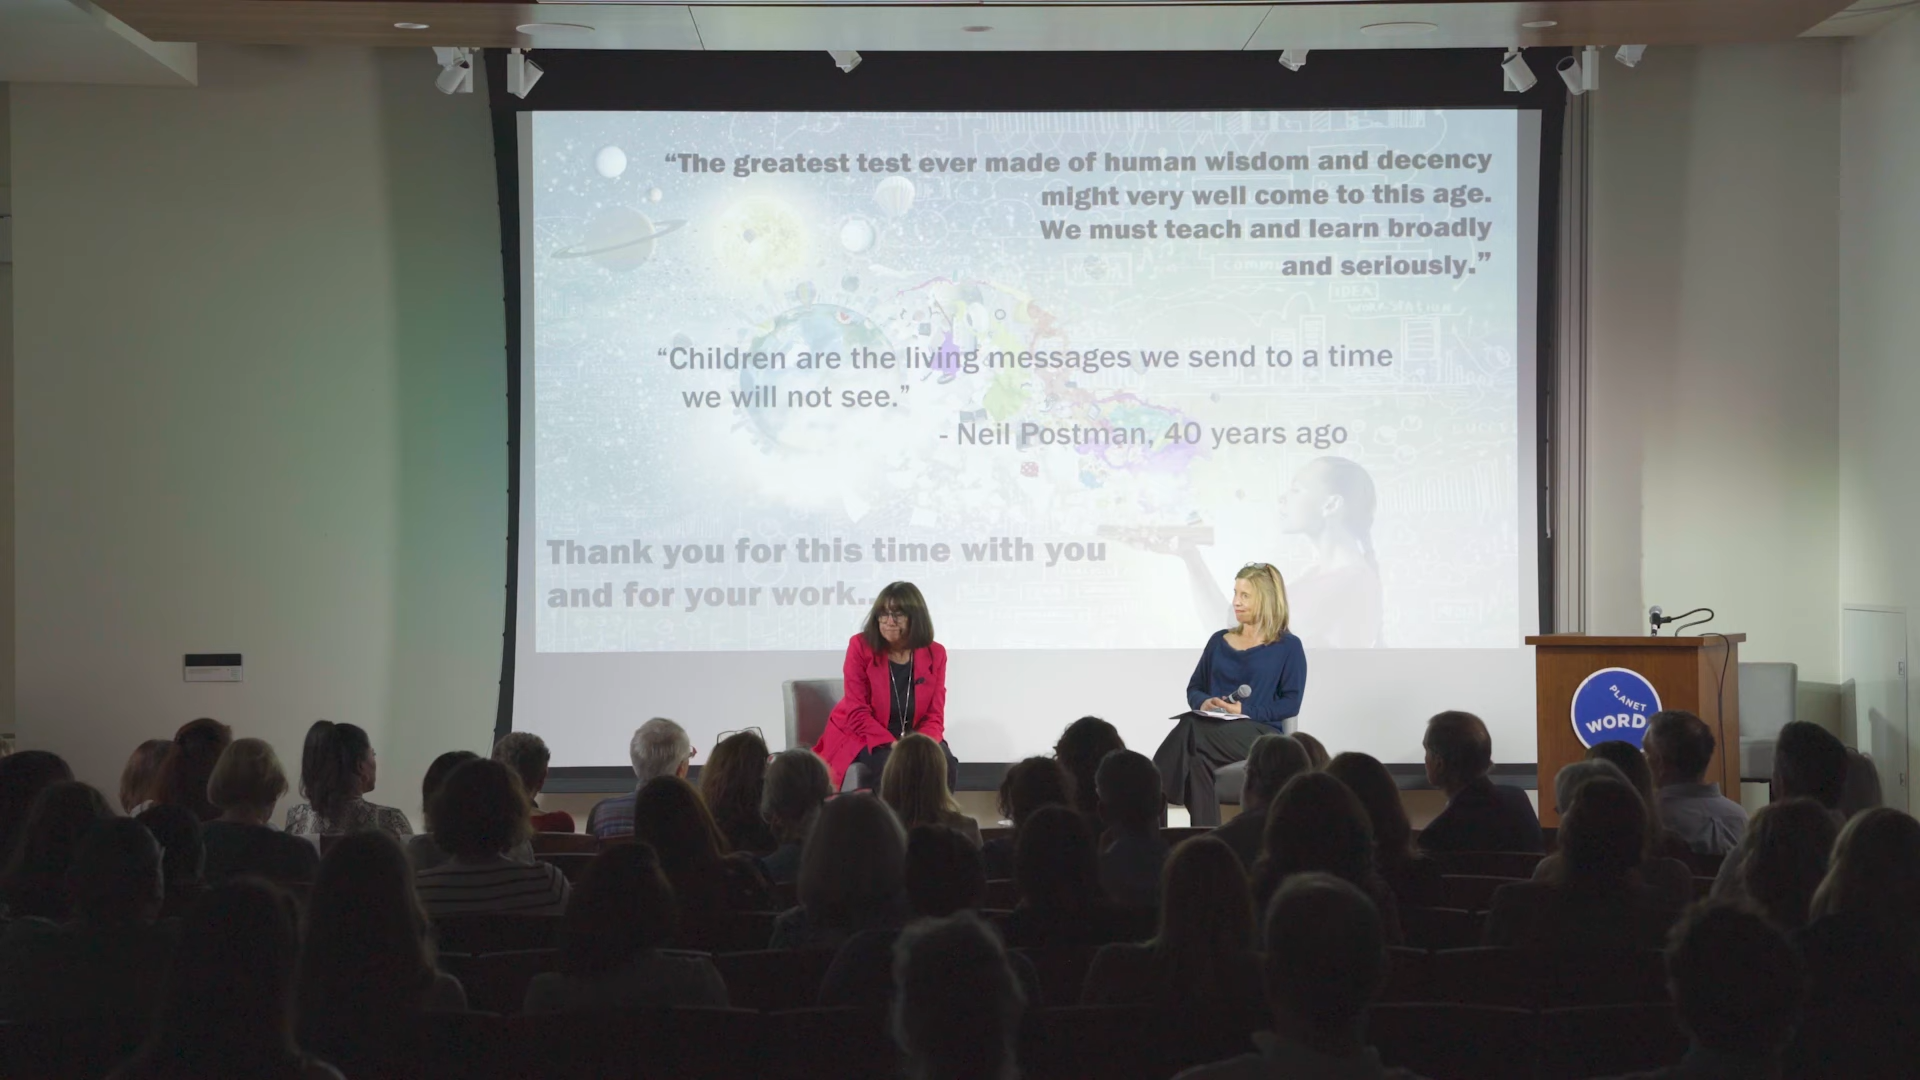 “The greatest test ever made of human wisdom and decency
might very well come to this age.
We must teach and learn broadly
and seriously.”
“Children are the living messages we send to a time
we will not see.”
- Neil Postman, 40 years ago
Thank you for this time with you
and for your work..
IDEA
PLANET
WORD